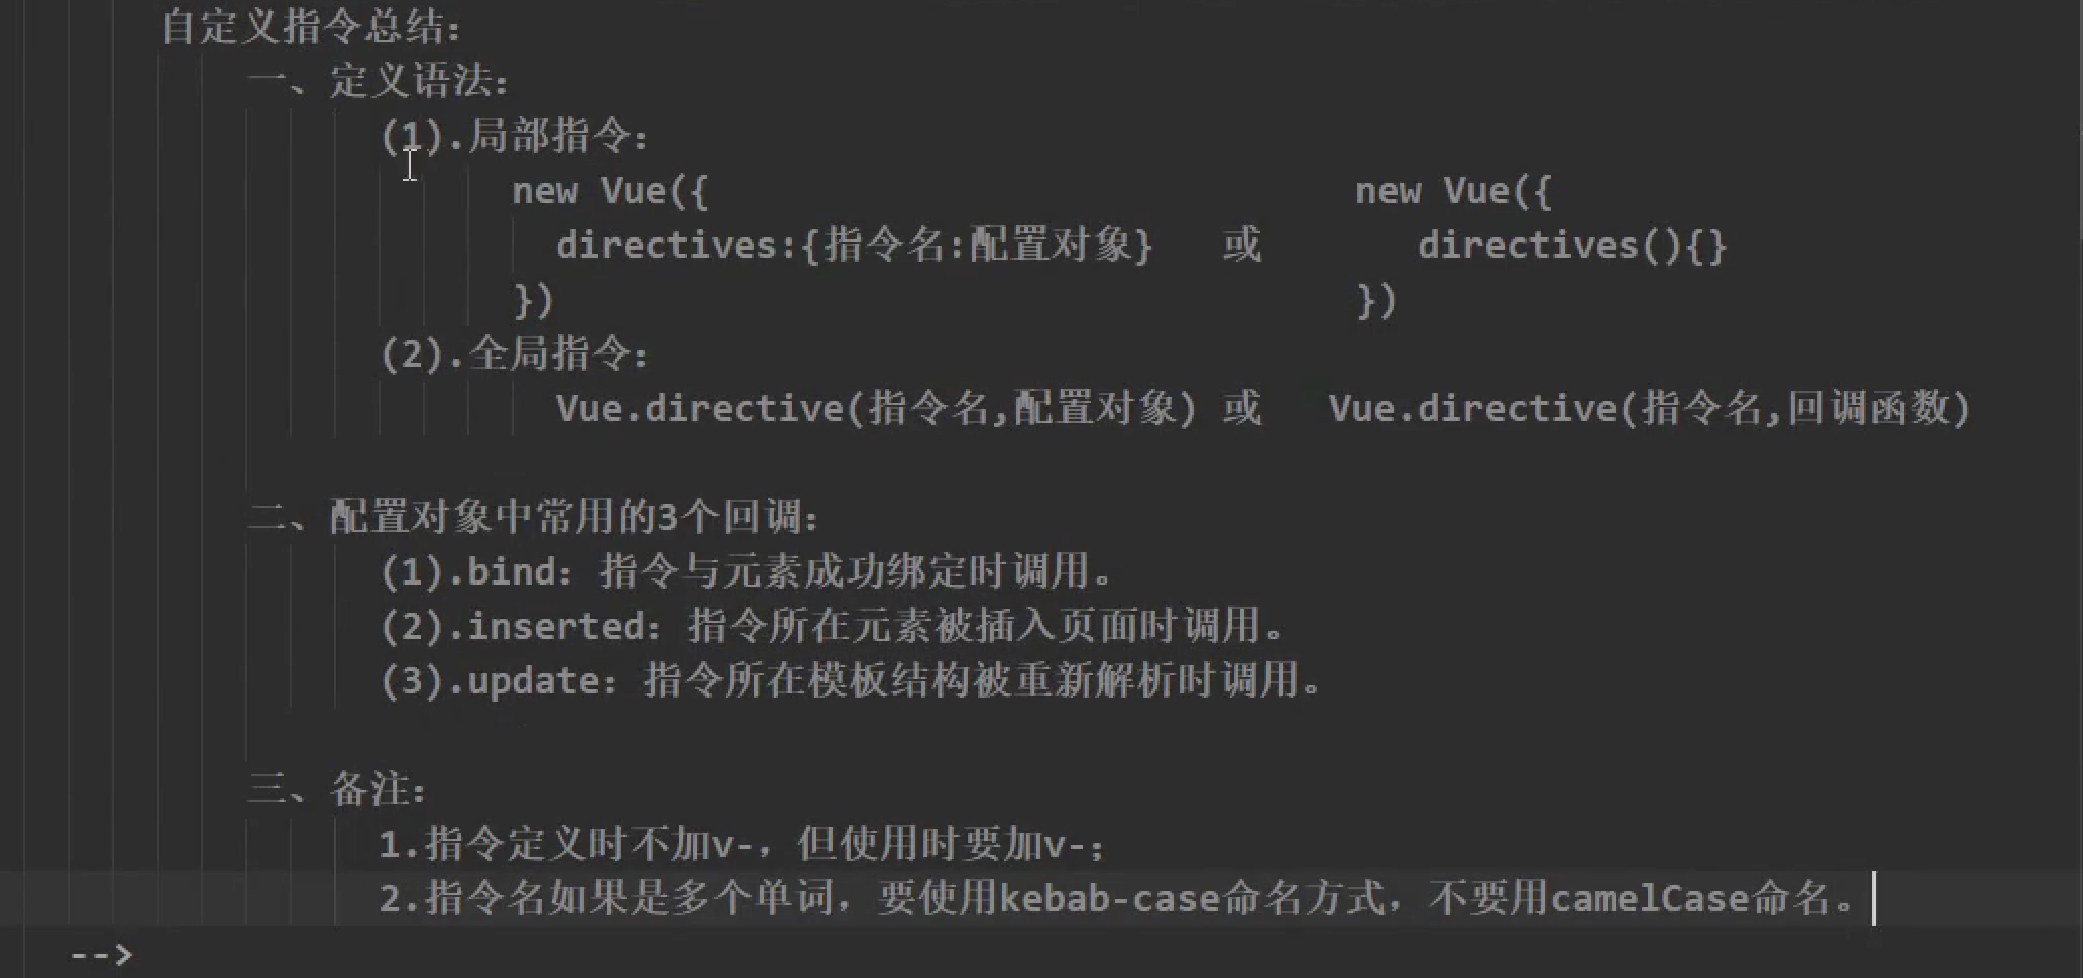 自定义指令总结：
一、定义语法：
(1).局部指令：
new Vue({ new Vue({
directives:{指令名:配置对象} 或 directives(){}
}) })
(2).全局指令：
Vue.directive(指令名,配置对象) 或 Vue.directive(指令名,回调函数)
二、配置对象中常用的3个回调：
(1).bind：指令与元素成功绑定时调用。
(2).inserted：指令所在元素被插入页面时调用。
(3).update：指令所在模板结构被重新解析时调用。
三、备注：
1.指令定义时不加v-，但使用时要加v-；
2.指令名如果是多个单词，要使用kebab-case命名方式，不要用camelCase命名。
-->